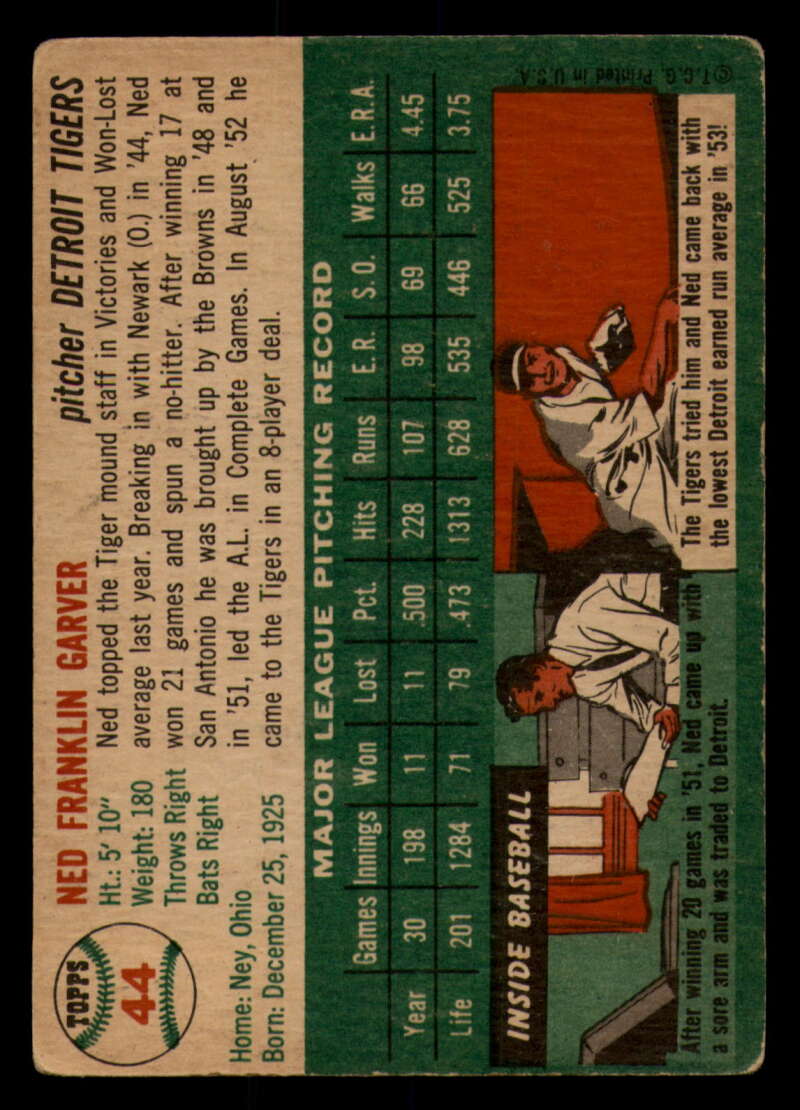 TOPPS
44
NED FRANKLIN GARVER
pitcher DETROIT TIGERS
Ht.: 5' 10"
Weight: 180
Throws Right
Bats Right
Home: Ney, Ohio
Born: December 25, 1925
Ned topped the Tiger mound staff in Victories and Won-Lost
average last year. Breaking in with Newark (O.) in '44, Ned
won 21 games and spun a no-hitter. After winning 17 at
San Antonio he was brought up by the Browns in '48 and
in '51, led the A.L. in Complete Games. In August '52 he
came to the Tigers in an 8-player deal.
MAJOR LEAGUE PITCHING RECORD
Games Innings Won Lost Pct. Hits Runs E.R. S.O. Walks E.R.A.
Year 30 198 11 11 .500 228 107 98 69 66 4.45
Life 201 1284 71 79 .473 1313 628 535 446 525 3.75
INSIDE BASEBALL
After winning 20 games in '51, Ned came up with
a sore arm and was traded to Detroit.
The Tigers tried him and Ned came back with
the lowest Detroit earned run average in '53!
©T.C.G. Printed in U.S.A.